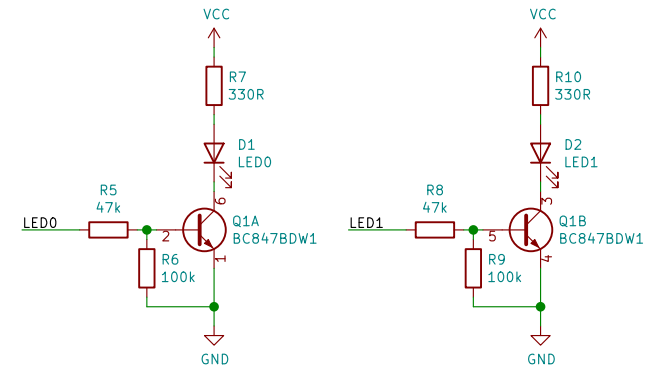 VCC
R7
330R
D1
LED0
R5
47k
LED0
6
Q1A
BC847BDW1
2
1
R6
100k
GND
VCC
R10
330R
D2
LED1
R8
47k
LED1
3
Q1B
BC847BDW1
5
4
R9
100k
GND